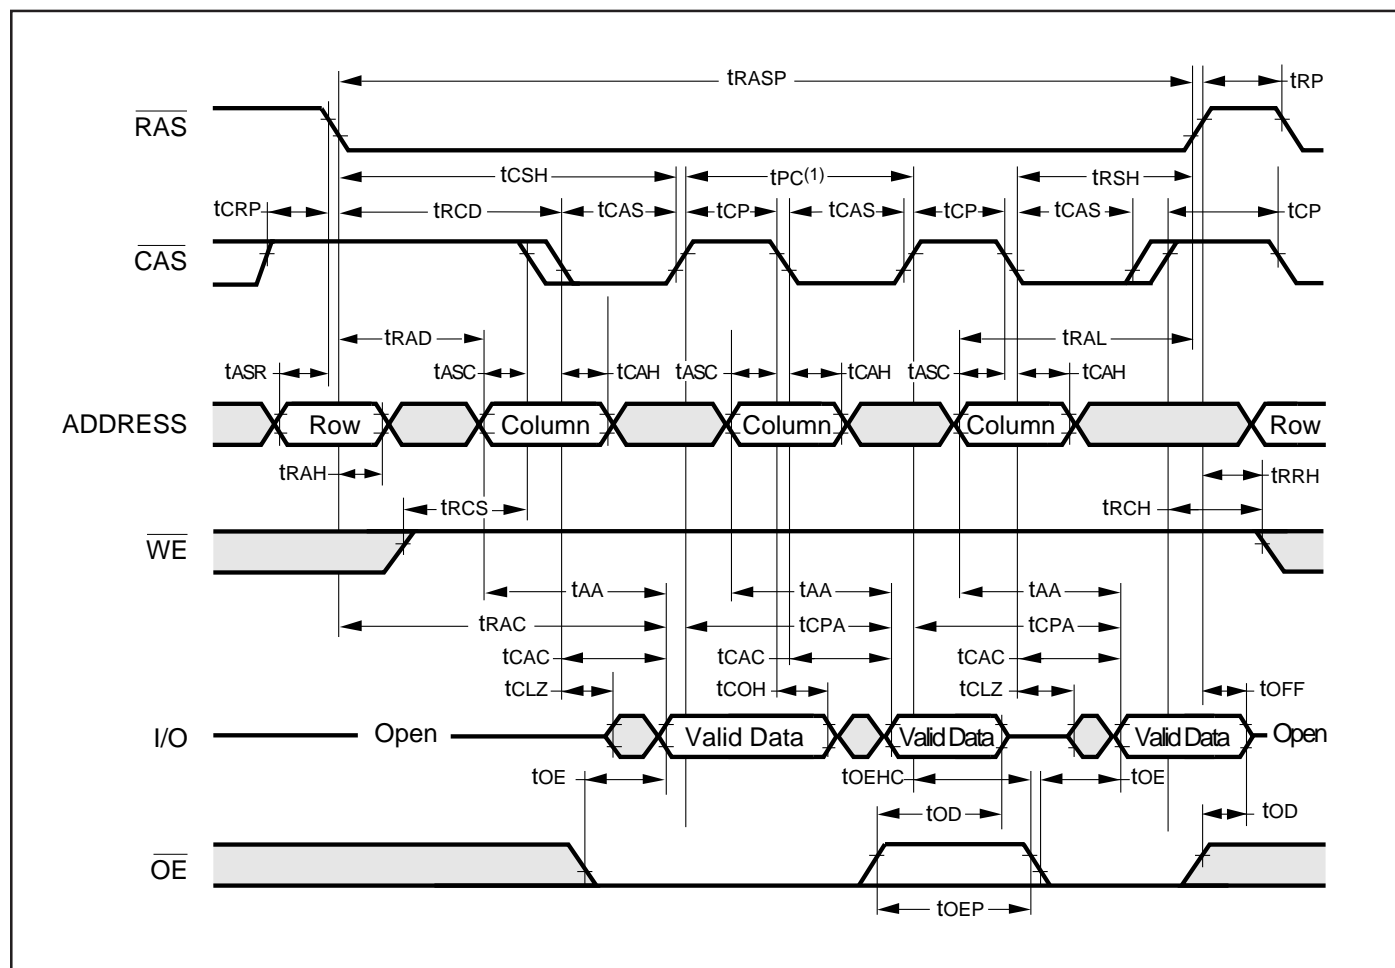 tRASP tRP
RAS
tCSH tPC(1) tRSH
tCRP tRCD tCAS tCP tCAS tCP tCAS tCP
CAS
tRAD tRAL
tASR tASC tCAH tASC tCAH tASC tCAH
ADDRESS Row Column Column Column Row
tRAH tRRH
tRCS tRCH
WE
tAA tAA tAA
tRAC tCPA tCPA
tCAC tCAC tCAC
tCLZ tCOH tCLZ tOFF
I/O Open Valid Data Valid Data Valid Data Open
tOE tOEHC tOE
tOD tOD
OE
tOEP